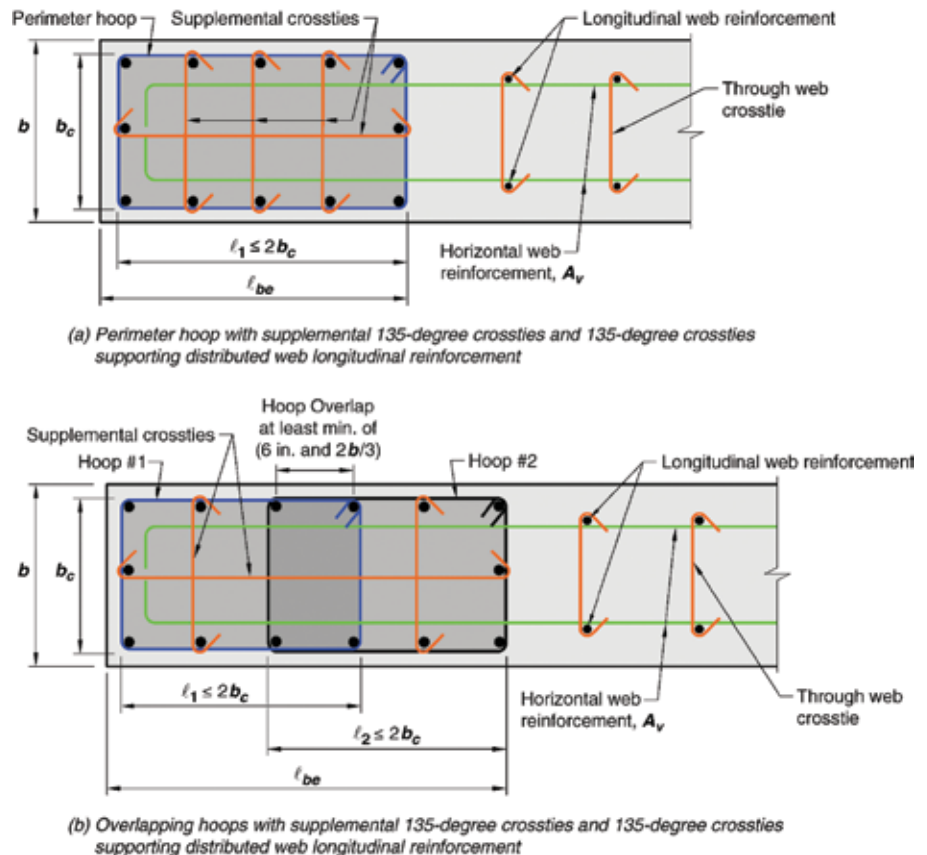 Perimeter hoop
Supplemental crossties
Longitudinal web reinforcement
Through web
crosstie
b
b_c
ℓ_1 ≤ 2b_c
ℓ_be
Horizontal web
reinforcement, A_v
(a) Perimeter hoop with supplemental 135-degree crossties and 135-degree crossties
supporting distributed web longitudinal reinforcement
Hoop Overlap
at least min. of
(6 in. and 2b/3)
Supplemental crossties
Hoop #1
Hoop #2
Longitudinal web reinforcement
b
b_c
ℓ_1 ≤ 2b_c
ℓ_2 ≤ 2b_c
ℓ_be
Horizontal web
reinforcement, A_v
Through web
crosstie
(b) Overlapping hoops with supplemental 135-degree crossties and 135-degree crossties
supporting distributed web longitudinal reinforcement